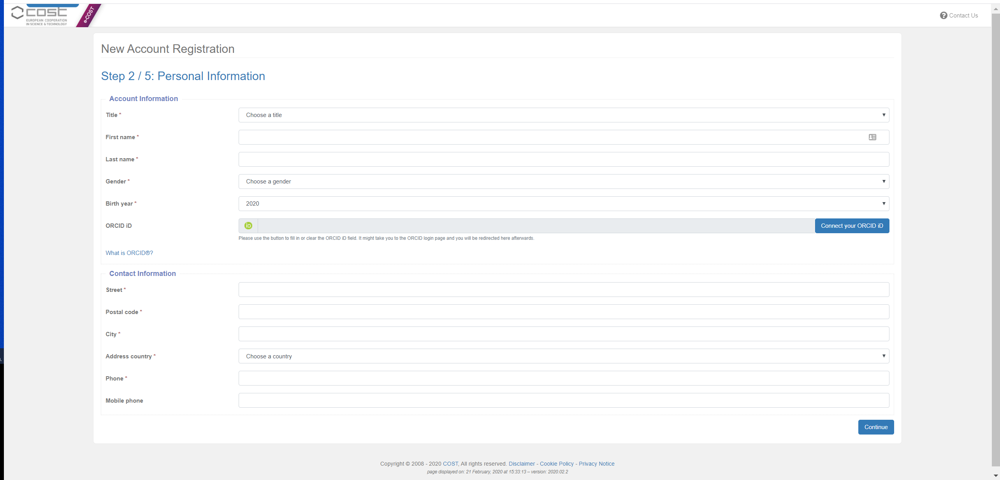 cost
EUROPEAN COOPERATION
IN SCIENCE & TECHNOLOGY
e-COST
Contact Us
New Account Registration
Step 2 / 5: Personal Information
Account Information
Title *
Choose a title
First name *
Last name *
Gender *
Choose a gender
Birth year *
2020
ORCID iD
iD
Connect your ORCID iD
Please use the button to fill in or clear the ORCID iD field. It might take you to the ORCID login page and you will be redirected here afterwards.
What is ORCID®?
Contact Information
Street *
Postal code *
City *
Address country *
Choose a country
Phone *
Mobile phone
Continue
Copyright © 2008 - 2020 COST, All rights reserved. Disclaimer - Cookie Policy - Privacy Notice
page displayed on: 21 February, 2020 at 15:33:13 – version: 2020.02.2